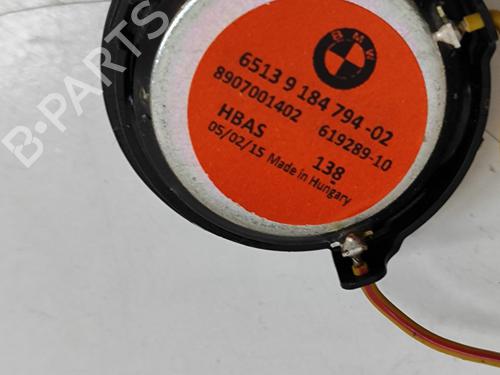 BMW
6513 9 184 794-02
8907001402 619289-10
HBAS 138
05/02/15 Made in Hungary
B-PARTS